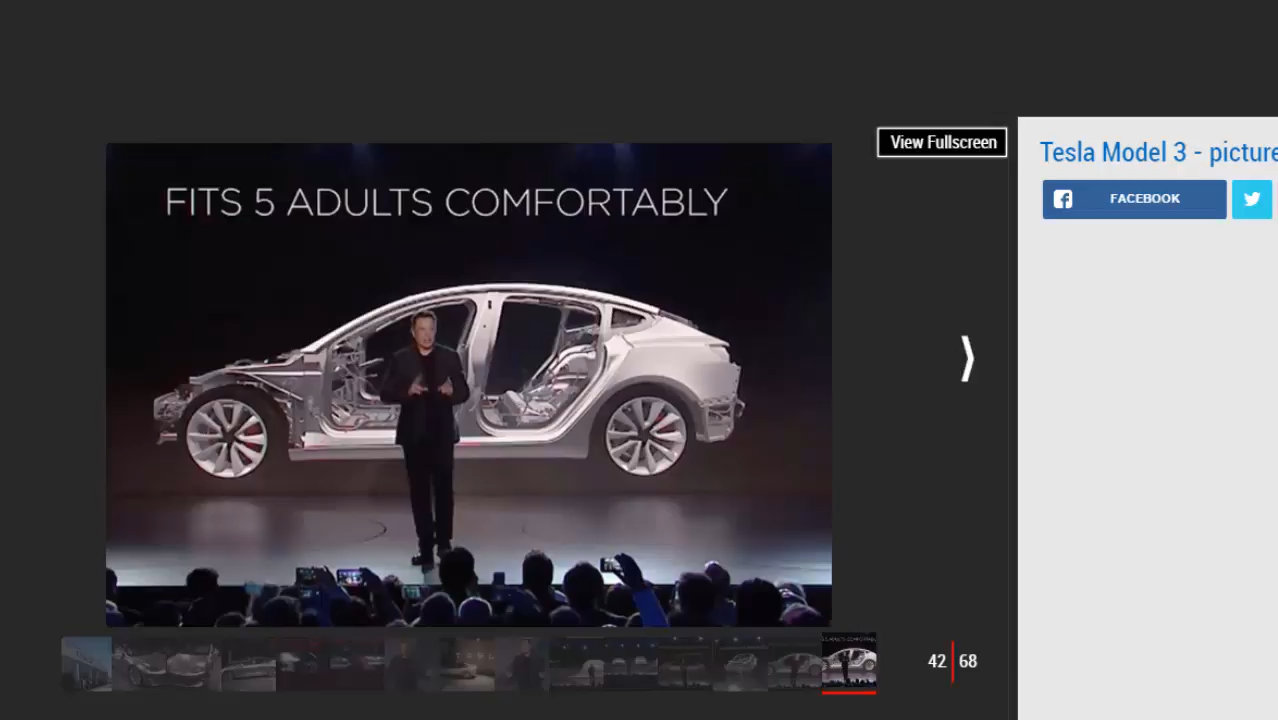 View Fullscreen
Tesla Model 3 - picture
FACEBOOK
FITS 5 ADULTS COMFORTABLY
42 68